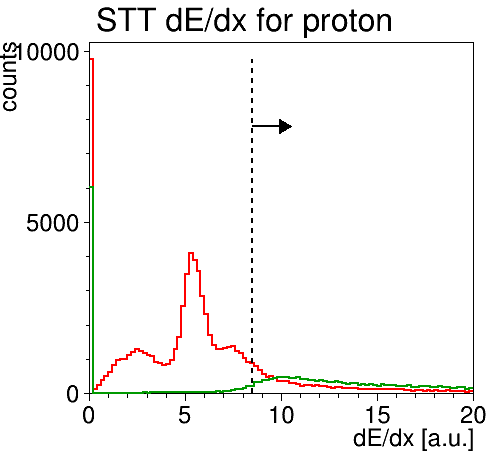 STT dE/dx for proton
counts
10000
5000
0
0 5 10 15 20
dE/dx [a.u.]